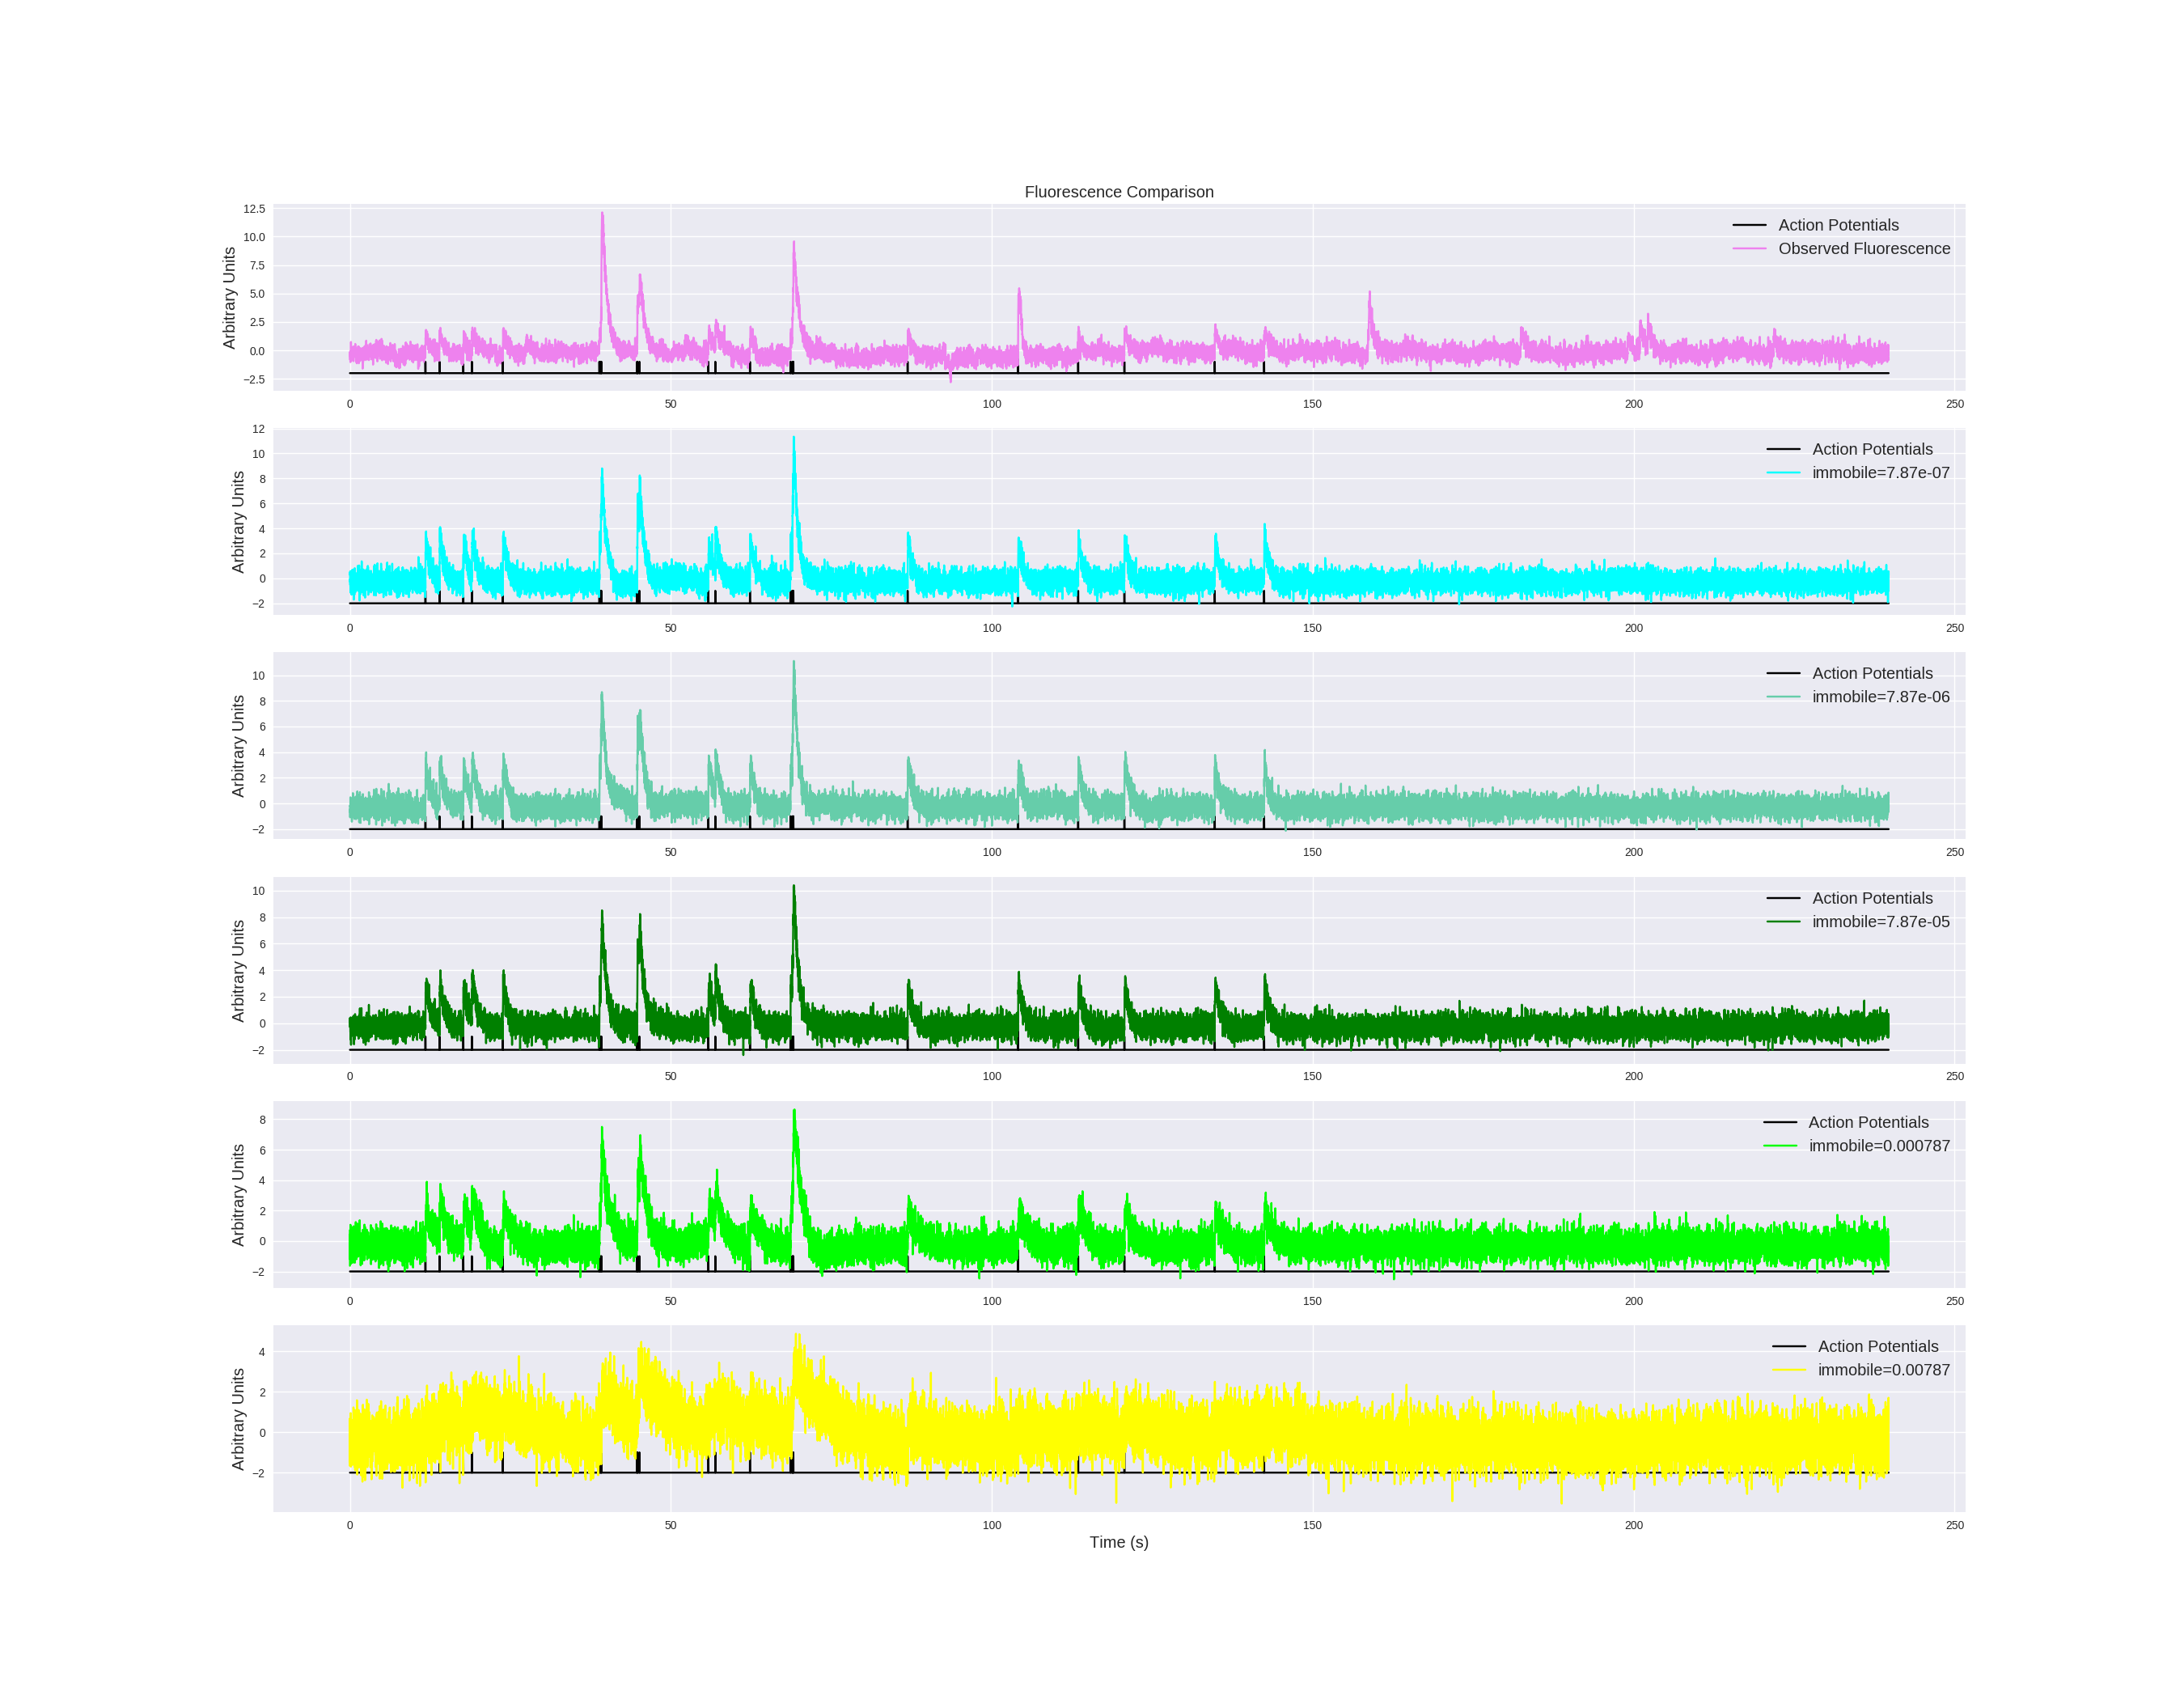 Fluorescence Comparison
12.5
10.0
7.5
5.0
2.5
0.0
−2.5
Arbitrary Units
Action Potentials
Observed Fluorescence
0 50 100 150 200 250
12
10
8
6
4
2
0
−2
Arbitrary Units
Action Potentials
immobile=7.87e-07
0 50 100 150 200 250
10
8
6
4
2
0
−2
Arbitrary Units
Action Potentials
immobile=7.87e-06
0 50 100 150 200 250
10
8
6
4
2
0
−2
Arbitrary Units
Action Potentials
immobile=7.87e-05
0 50 100 150 200 250
8
6
4
2
0
−2
Arbitrary Units
Action Potentials
immobile=0.000787
0 50 100 150 200 250
4
2
0
−2
Arbitrary Units
Action Potentials
immobile=0.00787
0 50 100 150 200 250
Time (s)